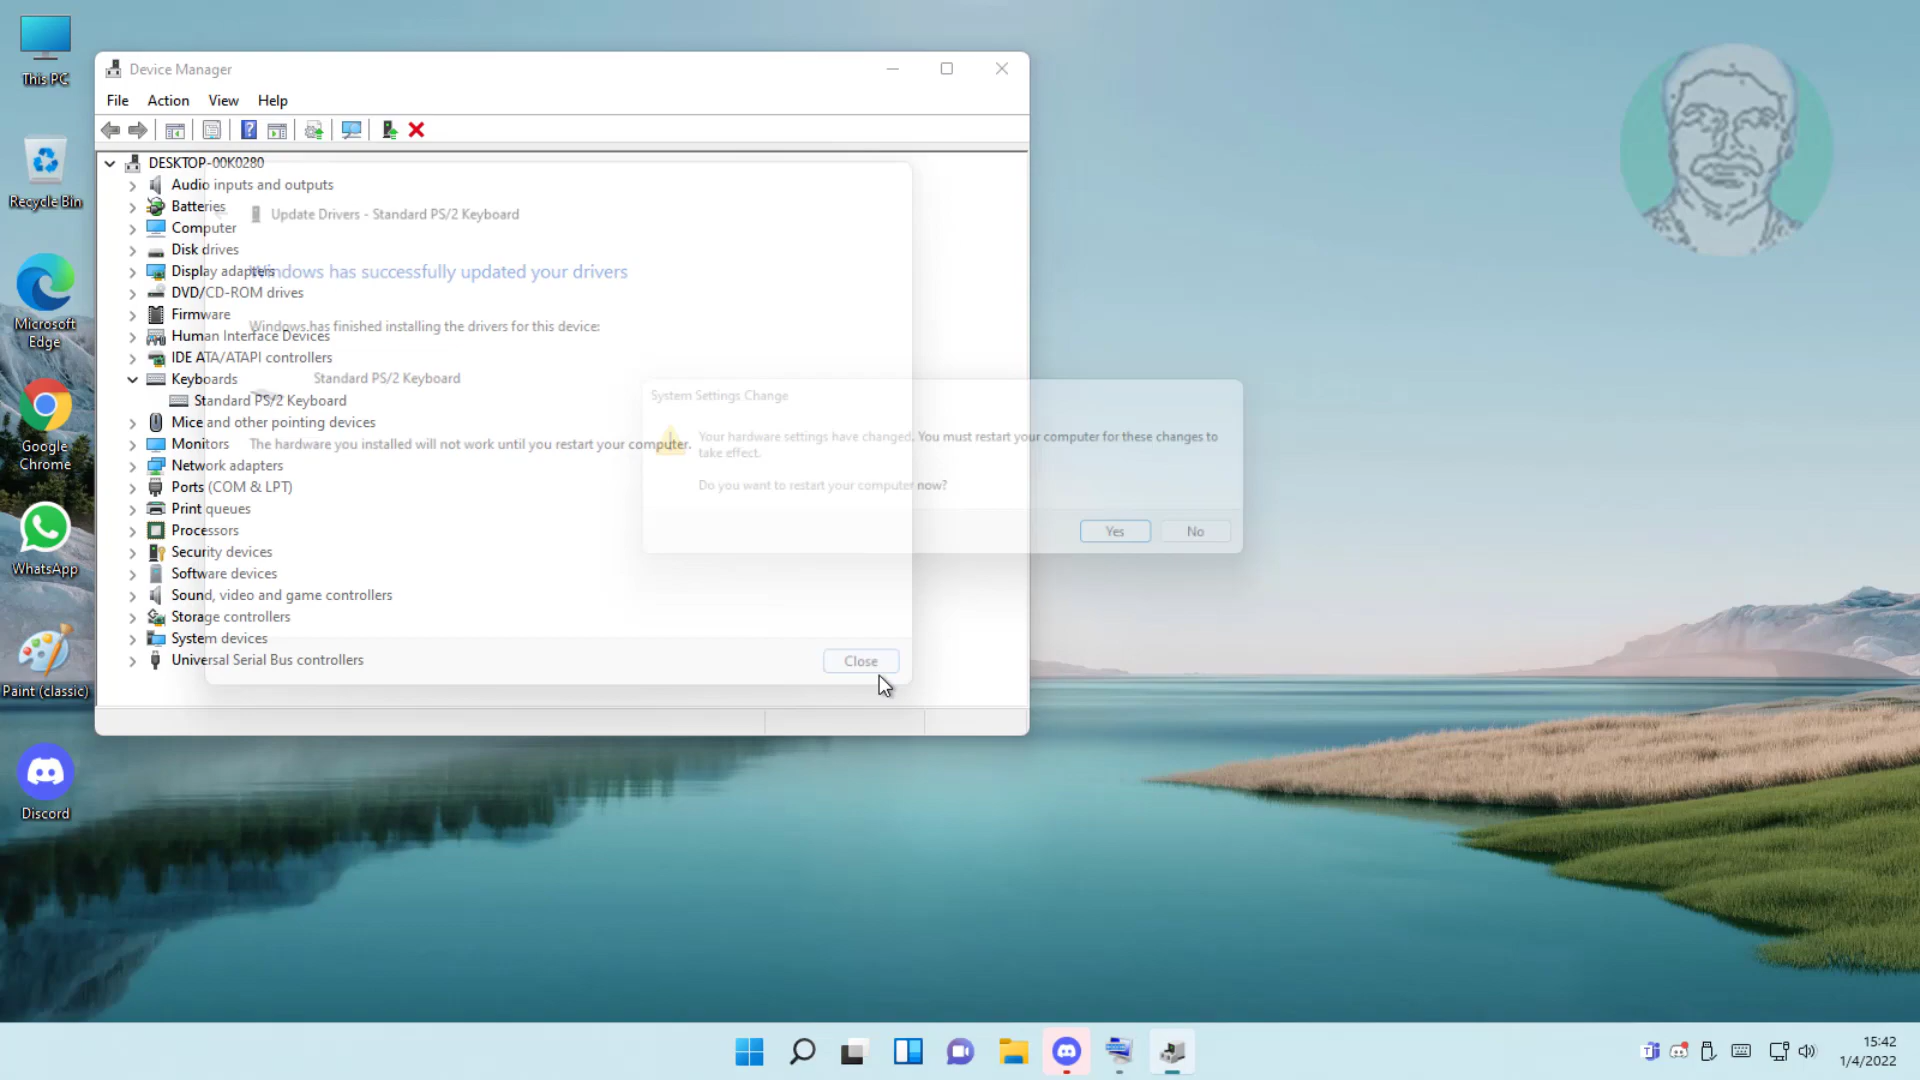 This PC
Recycle Bin
Microsoft
Edge
Google
Chrome
WhatsApp
Paint (classic)
Discord
Device Manager
File Action View Help
DESKTOP-00K0280
Audio inputs and outputs
Batteries
Computer
Disk drives
Display adapters
DVD/CD-ROM drives
Firmware
Human Interface Devices
IDE ATA/ATAPI controllers
Keyboards
Standard PS/2 Keyboard
Mice and other pointing devices
Monitors
Network adapters
Ports (COM & LPT)
Print queues
Processors
Security devices
Software devices
Sound, video and game controllers
Storage controllers
System devices
Universal Serial Bus controllers
Update Drivers - Standard PS/2 Keyboard
Windows has successfully updated your drivers
Windows has finished installing the drivers for this device:
Standard PS/2 Keyboard
The hardware you installed will not work until you restart your computer.
Close
System Settings Change
Your hardware settings have changed. You must restart your computer for these changes to
take effect.
Do you want to restart your computer now?
Yes No
15:42
1/4/2022